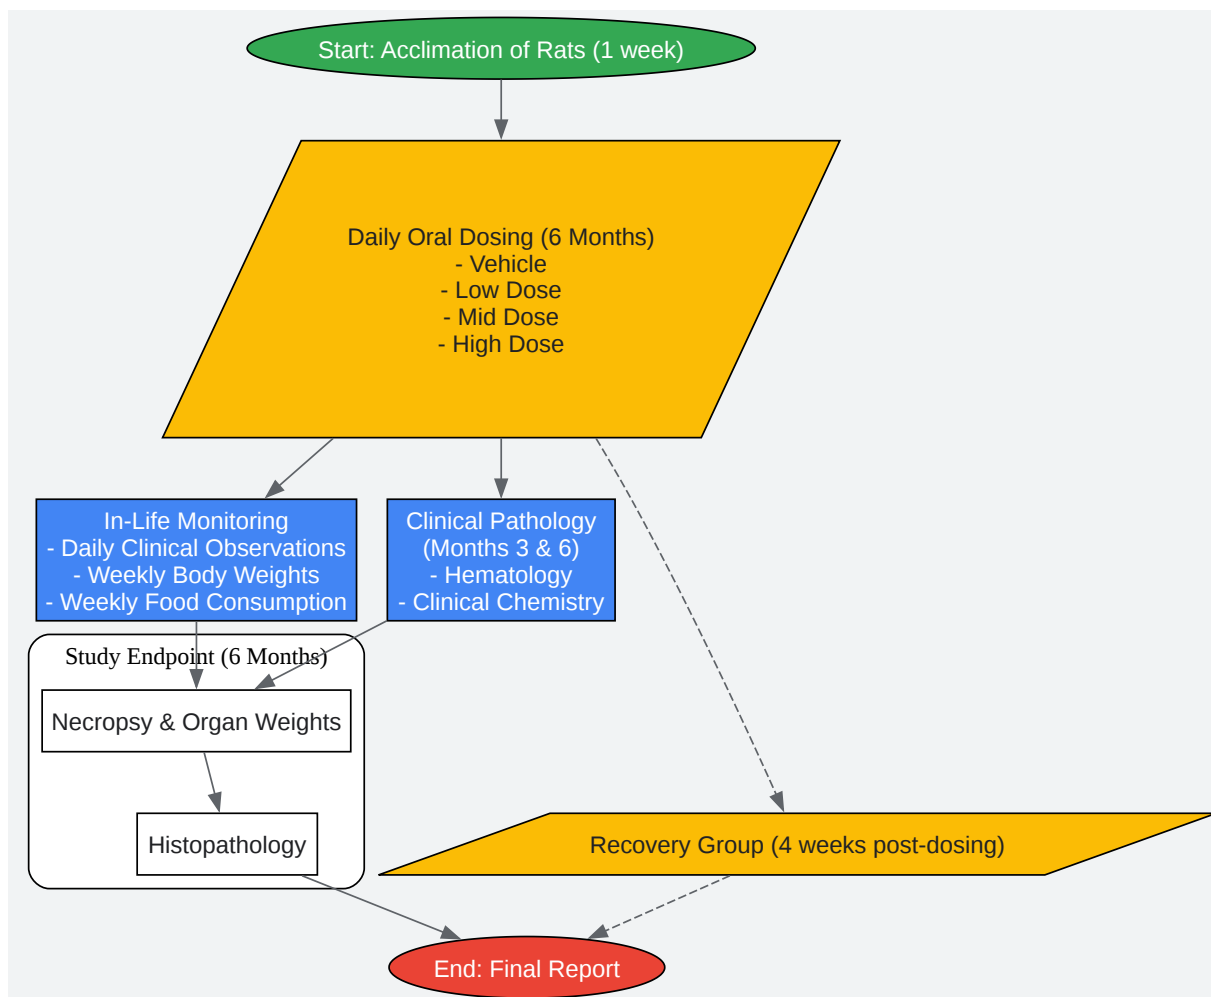 Start: Acclimation of Rats (1 week)
Daily Oral Dosing (6 Months)
- Vehicle
- Low Dose
- Mid Dose
- High Dose
In-Life Monitoring
- Daily Clinical Observations
- Weekly Body Weights
- Weekly Food Consumption
Clinical Pathology
(Months 3 & 6)
- Hematology
- Clinical Chemistry
Study Endpoint (6 Months)
Necropsy & Organ Weights
Histopathology
Recovery Group (4 weeks post-dosing)
End: Final Report